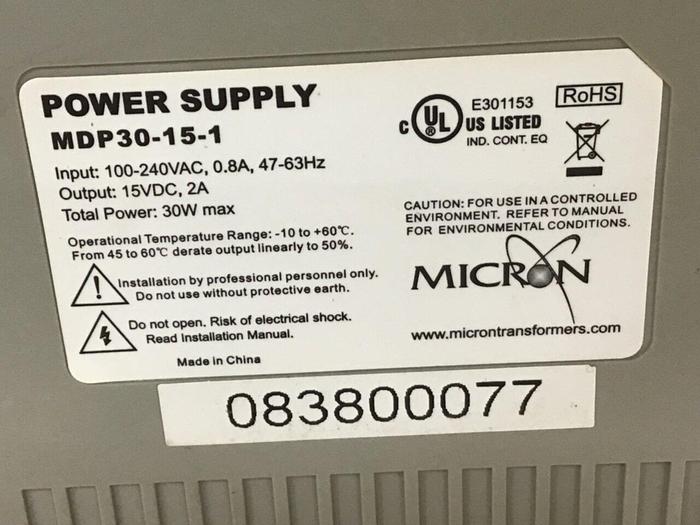 POWER SUPPLY
MDP30-15-1
Input: 100-240VAC, 0.8A, 47-63Hz
Output: 15VDC, 2A
Total Power: 30W max
Operational Temperature Range: -10 to +60℃.
From 45 to 60℃ derate output linearly to 50%.
Installation by professional personnel only.
Do not use without protective earth.
Do not open. Risk of electrical shock.
Read Installation Manual.
Made in China
c UL® US LISTED
E301153
IND. CONT. EQ
RoHS
CAUTION: FOR USE IN A CONTROLLED
ENVIRONMENT. REFER TO MANUAL
FOR ENVIRONMENTAL CONDITIONS.
MICRON
www.microntransformers.com
083800077